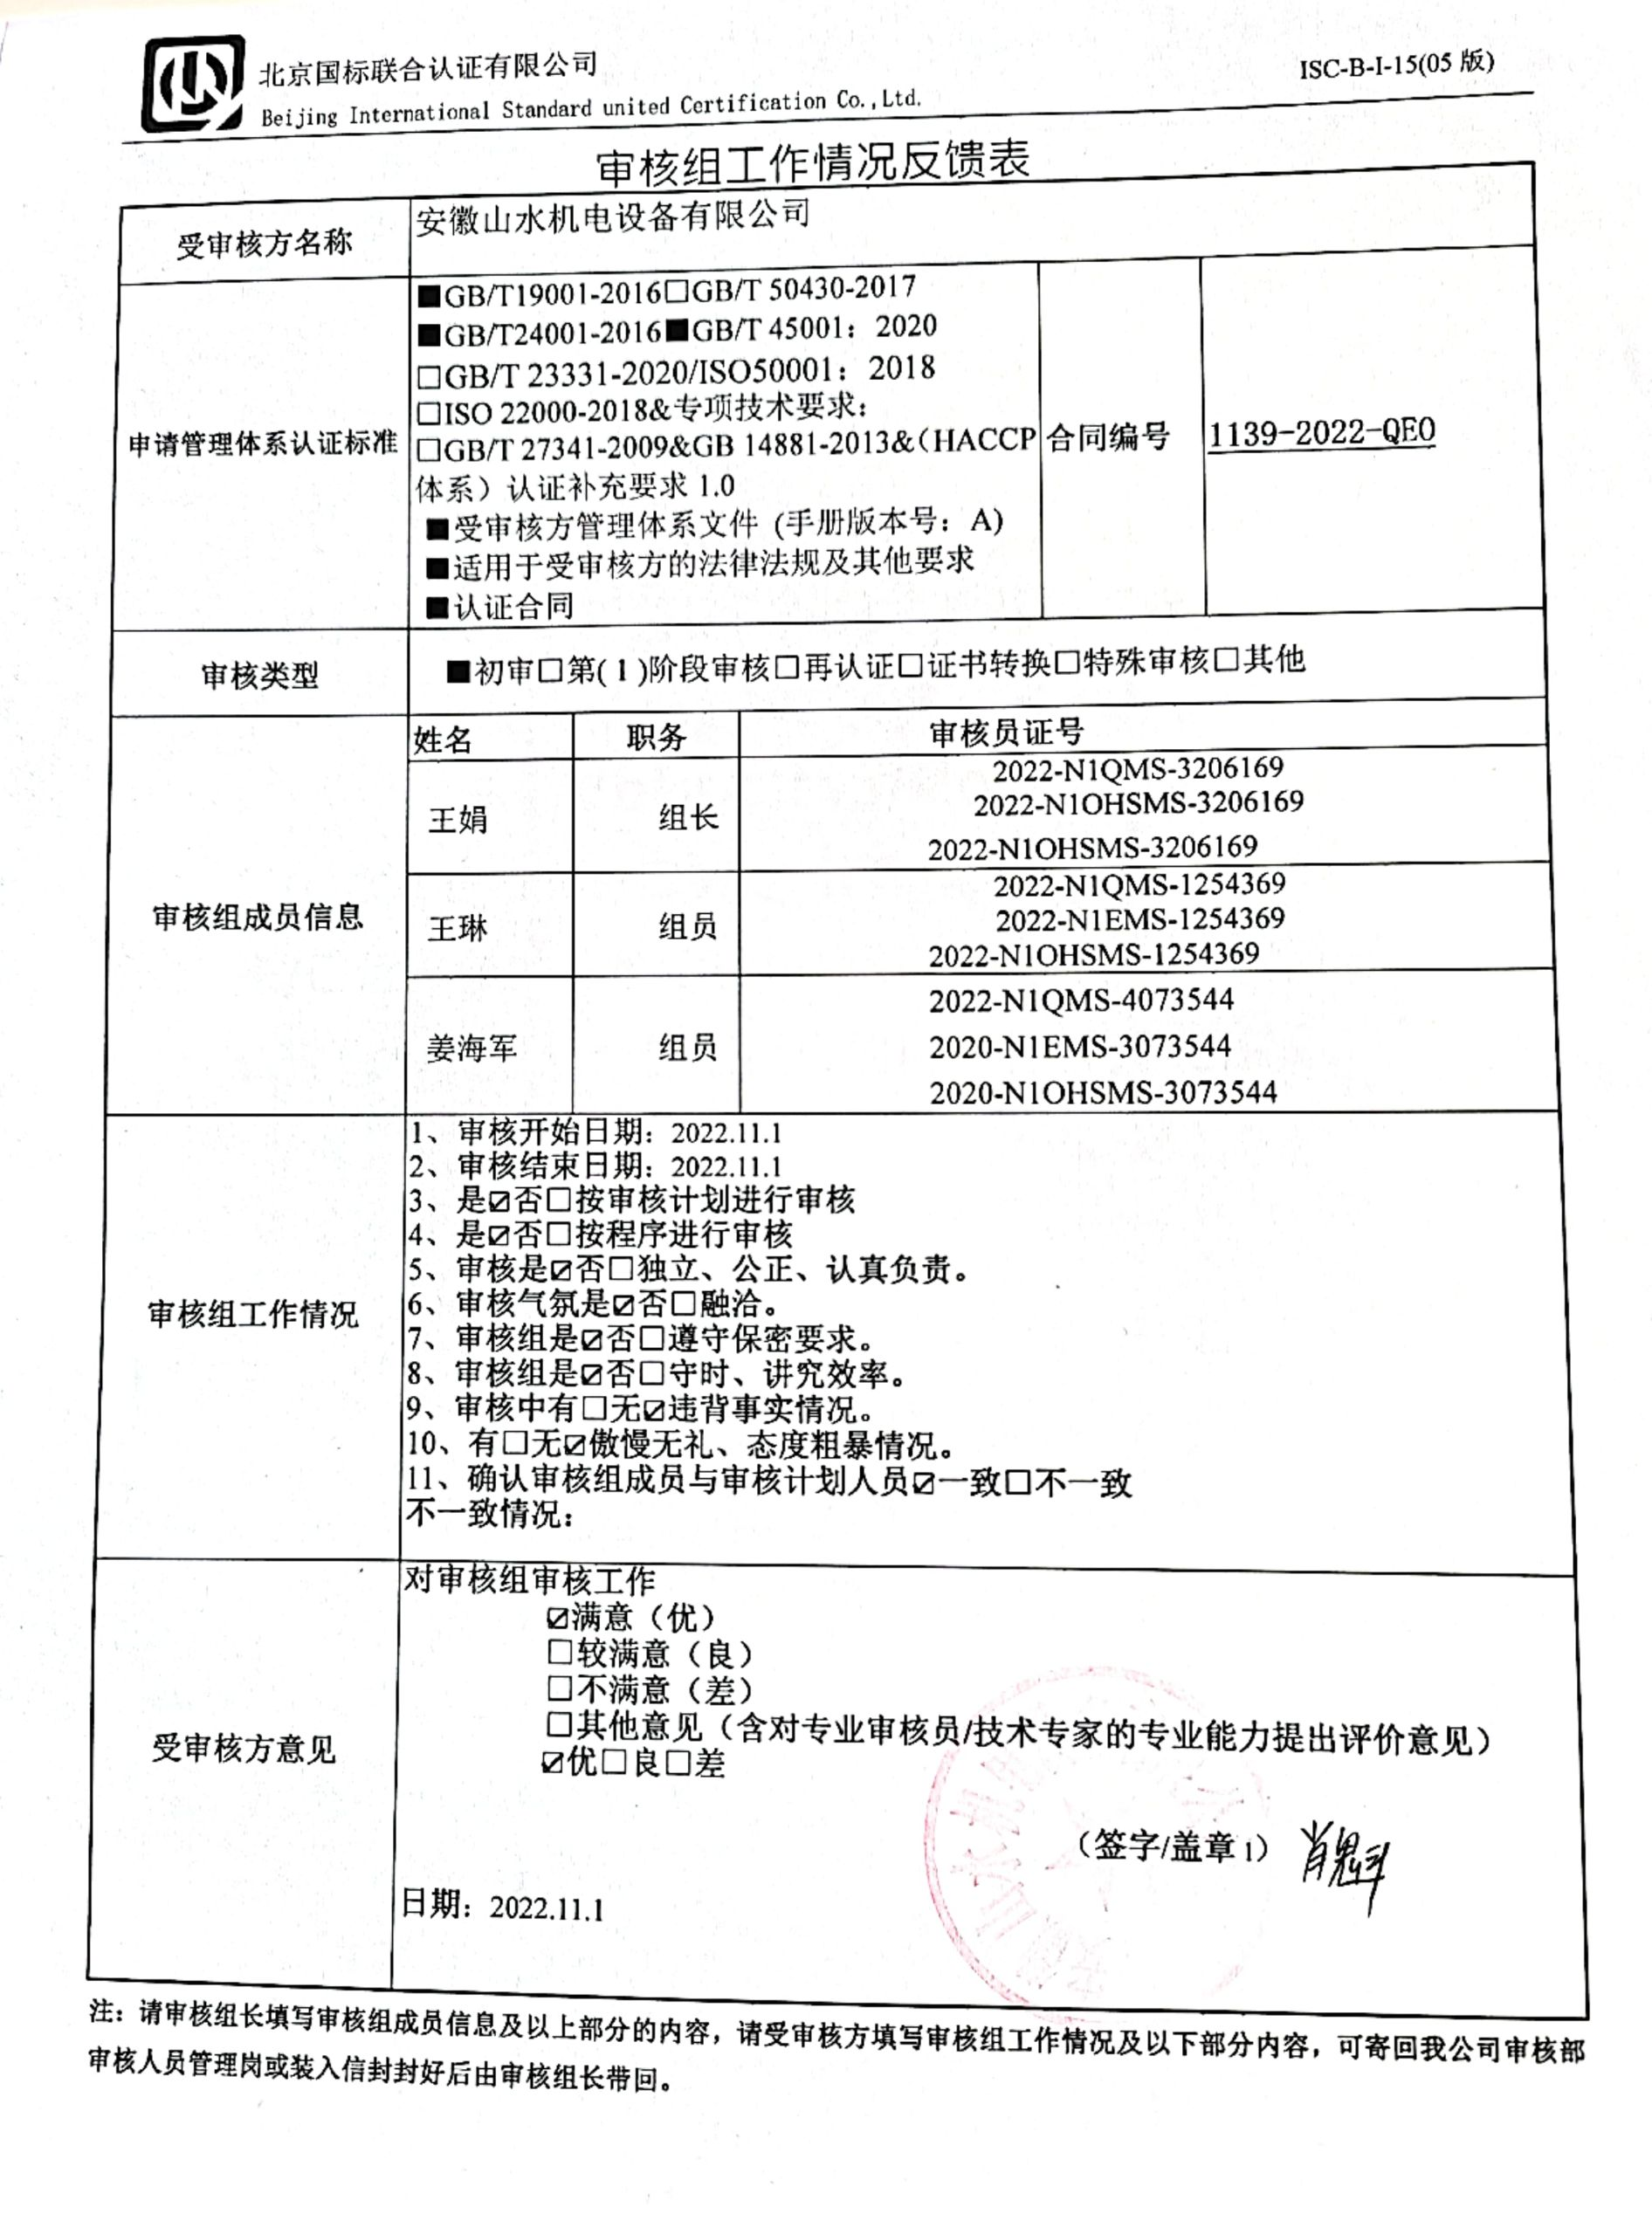 北京国标联合认证有限公司
Beijing International Standard united Certification Co.,Ltd.
ISC-B-I-15(05 版)
审核组工作情况反馈表
受审核方名称
安徽山水机电设备有限公司
申请管理体系认证标准
■GB/T19001-2016□GB/T 50430-2017
■GB/T24001-2016■GB/T 45001：2020
□GB/T 23331-2020/ISO50001：2018
□ISO 22000-2018&专项技术要求：
□GB/T 27341-2009&GB 14881-2013&（HACCP
体系）认证补充要求 1.0
■受审核方管理体系文件 (手册版本号：A)
■适用于受审核方的法律法规及其他要求
■认证合同
合同编号
1139-2022-QEO
审核类型
■初审□第( 1 )阶段审核□再认证□证书转换□特殊审核□其他
审核组成员信息
姓名 职务 审核员证号
王娟 组长
2022-N1QMS-3206169
2022-N1OHSMS-3206169
2022-N1OHSMS-3206169
王琳 组员
2022-N1QMS-1254369
2022-N1EMS-1254369
2022-N1OHSMS-1254369
姜海军 组员
2022-N1QMS-4073544
2020-N1EMS-3073544
2020-N1OHSMS-3073544
审核组工作情况
1、审核开始日期：2022.11.1
2、审核结束日期：2022.11.1
3、是☑否□按审核计划进行审核
4、是☑否□按程序进行审核
5、审核是☑否□独立、公正、认真负责。
6、审核气氛是☑否□融洽。
7、审核组是☑否□遵守保密要求。
8、审核组是☑否□守时、讲究效率。
9、审核中有□无☑违背事实情况。
10、有□无☑傲慢无礼、态度粗暴情况。
11、确认审核组成员与审核计划人员☑一致□不一致
不一致情况：
受审核方意见
对审核组审核工作
☑满意（优）
□较满意（良）
□不满意（差）
□其他意见（含对专业审核员/技术专家的专业能力提出评价意见）
☑优□良□差
（签字/盖章 1）
日期：2022.11.1
注：请审核组长填写审核组成员信息及以上部分的内容，请受审核方填写审核组工作情况及以下部分内容，可寄回我公司审核部
审核人员管理岗或装入信封封好后由审核组长带回。